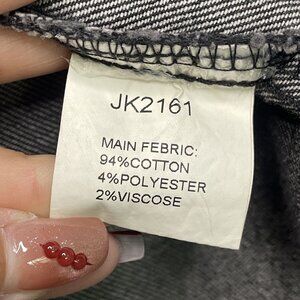 JK2161
MAIN FEBRIC:
94%COTTON
4%POLYESTER
2%VISCOSE